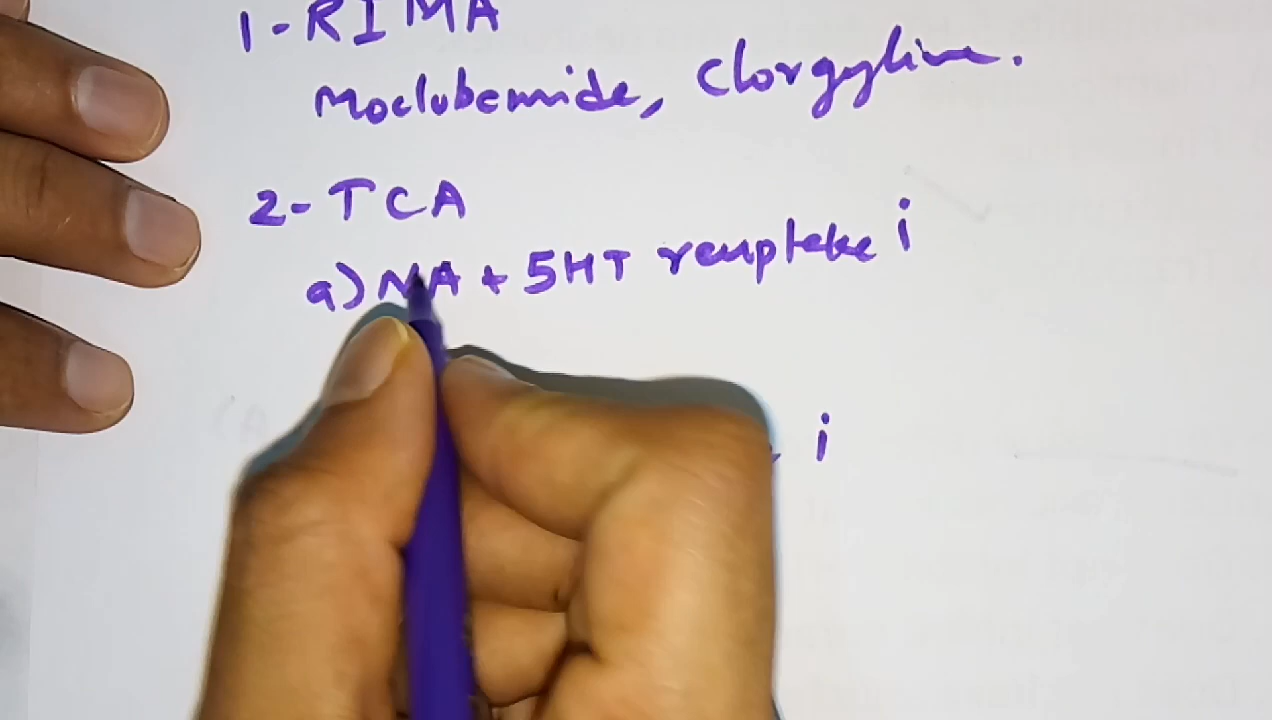 1-RIMA
Moclobemide, Clorgyline.
2-TCA
a) NA + 5HT reuptake i
i